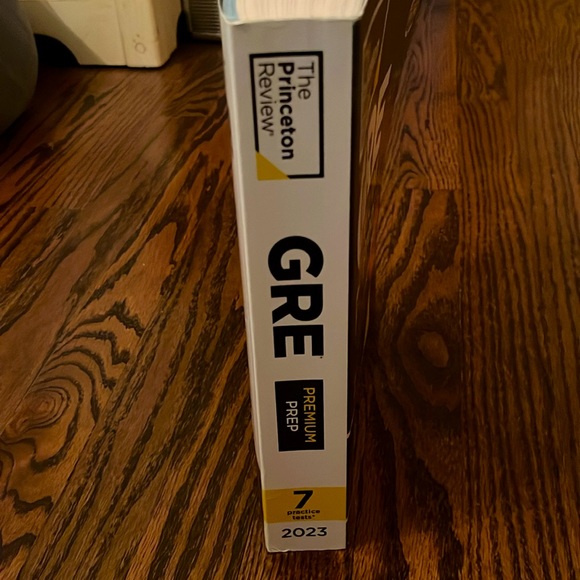 The
Princeton
Review®
GRE®
PREMIUM
PREP
7
practice
tests*
2023